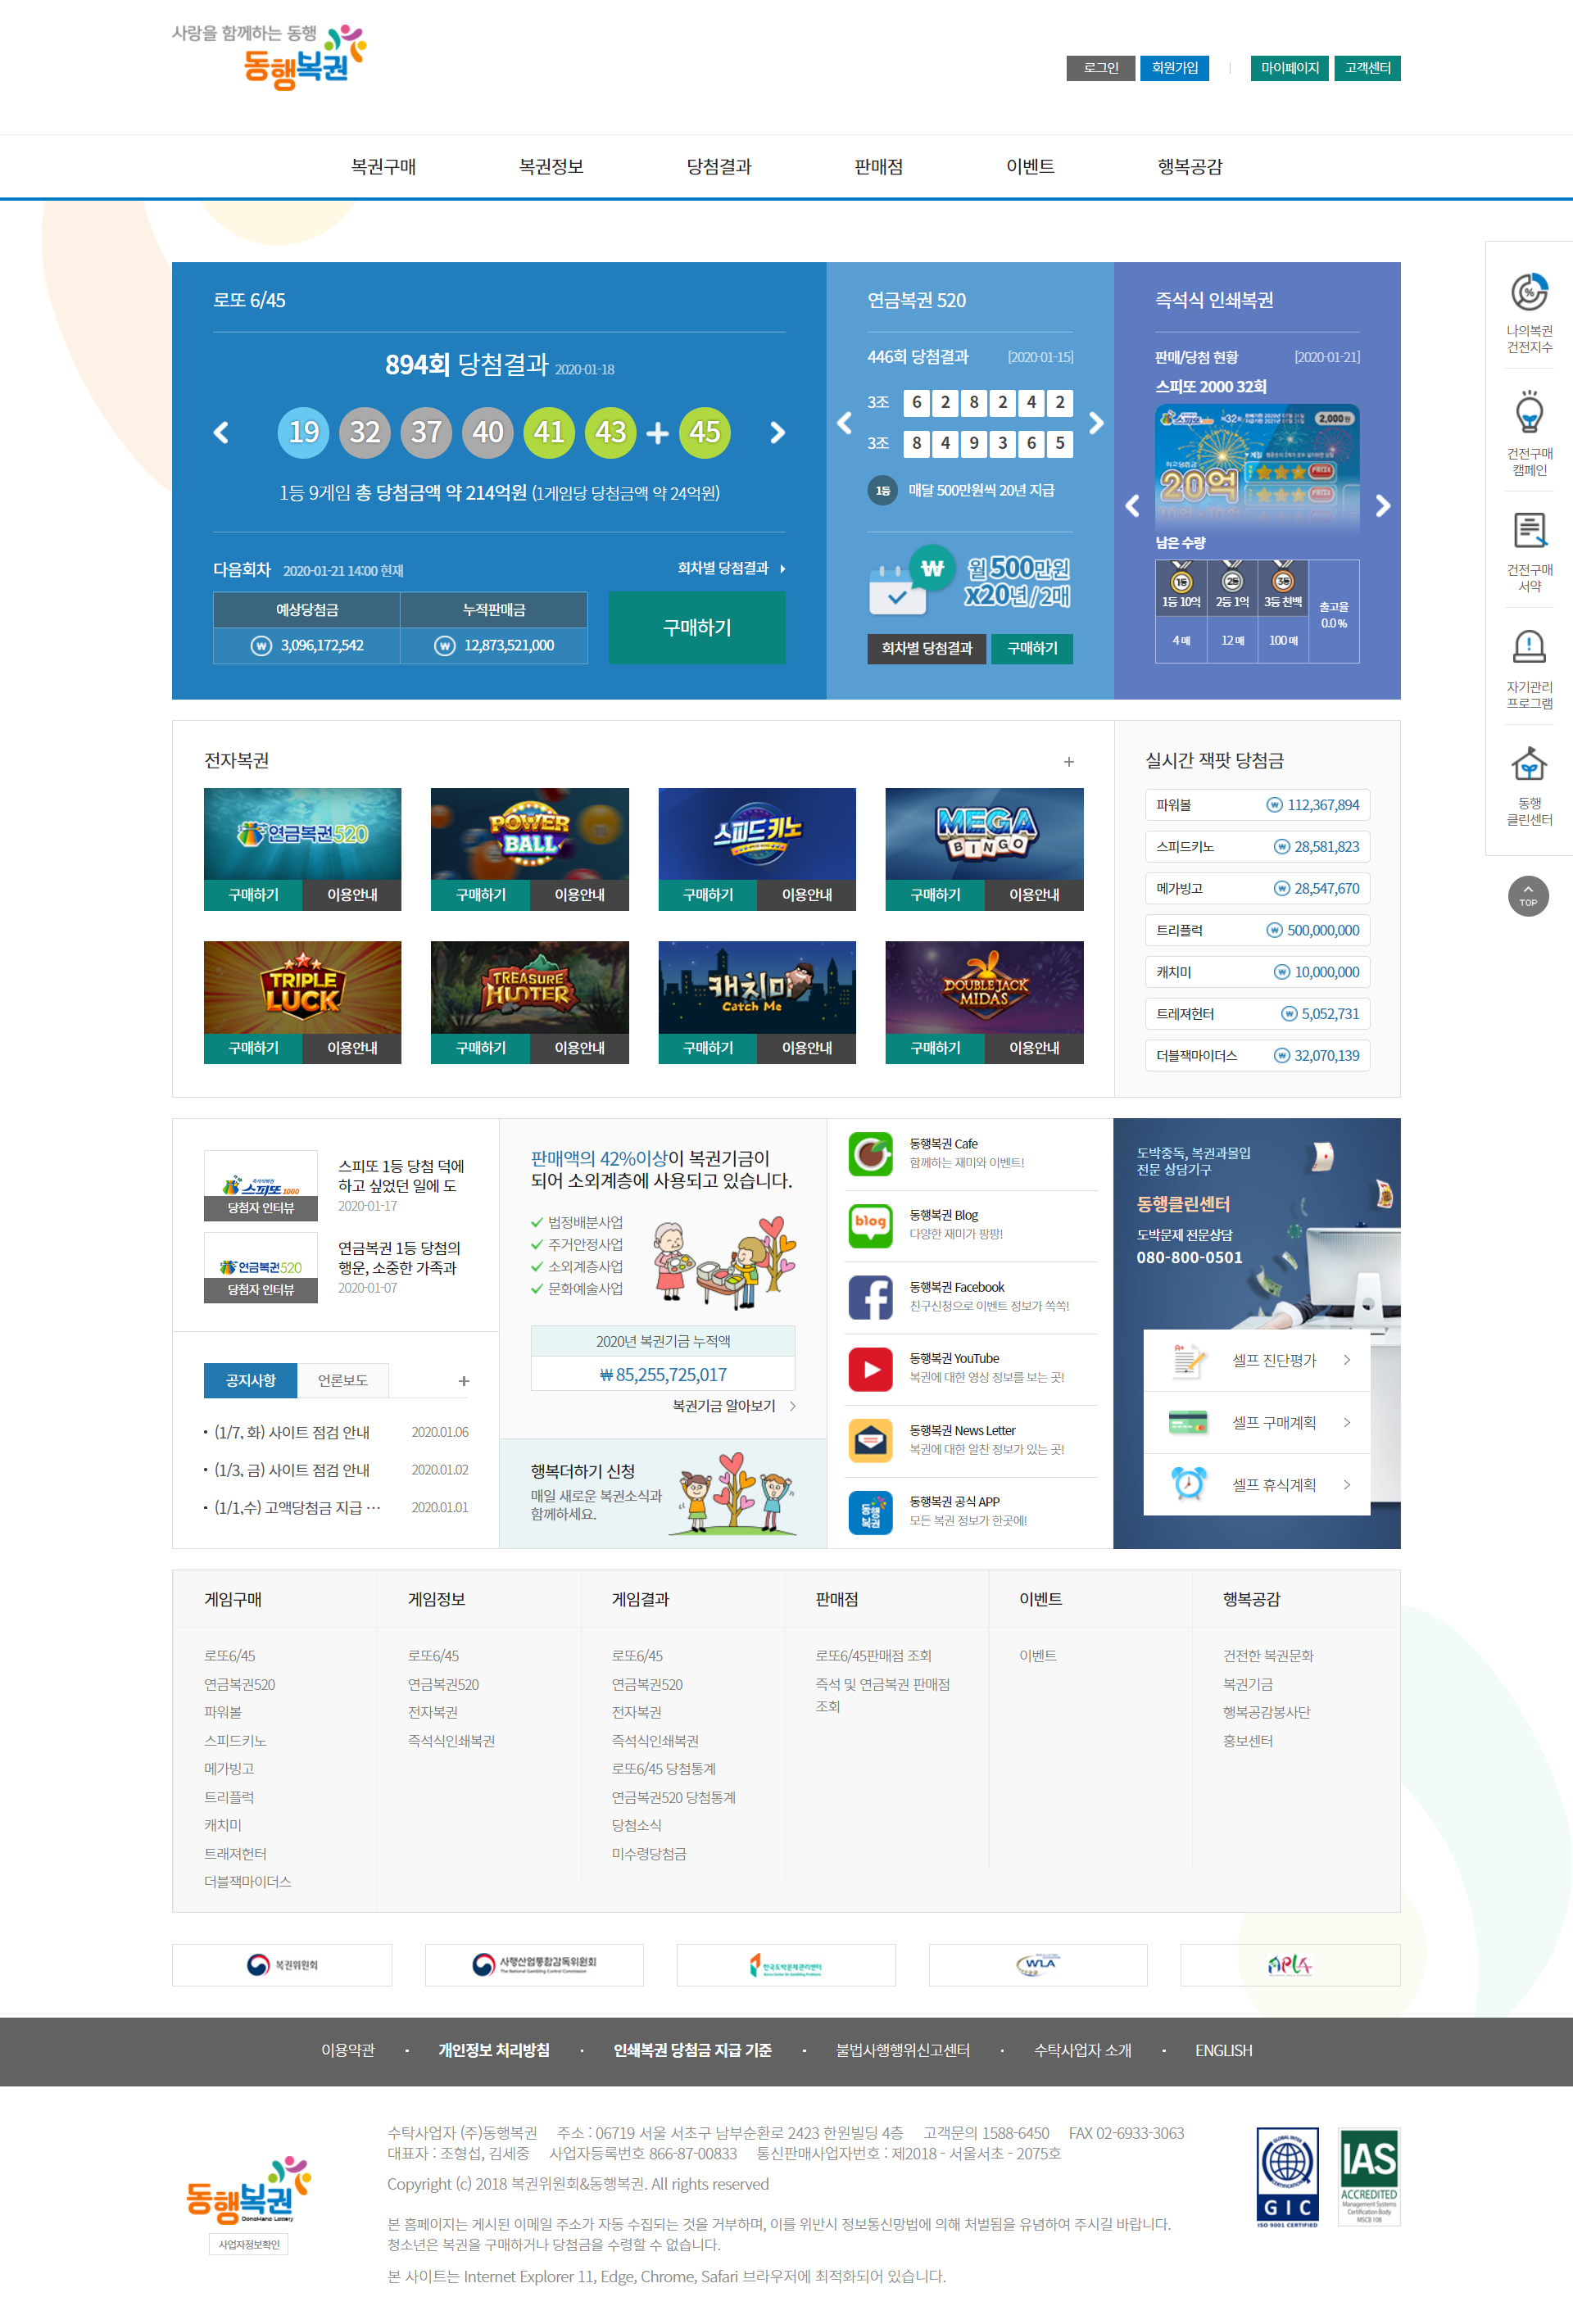 사랑을 함께하는 동행
동행복권
로그인 회원가입 마이페이지 고객센터
복권구매 복권정보 당첨결과 판매점 이벤트 행복공감
로또 6/45
894회 당첨결과 2020-01-18
19 32 37 40 41 43 + 45
1등 9게임 총 당첨금액 약 214억원 (1게임당 당첨금액 약 24억원)
다음회차 2020-01-21 14:00 현재
회차별 당첨결과
예상당첨금 누적판매금
₩ 3,096,172,542 ₩ 12,873,521,000
구매하기
연금복권 520
446회 당첨결과 [2020-01-15]
3조 6 2 8 2 4 2
3조 8 4 9 3 6 5
1등 매달 500만원씩 20년 지급
₩ 월 500만원
x20년/2매
회차별 당첨결과 구매하기
즉석식 인쇄복권
판매/당첨 현황 [2020-01-21]
스피또 2000 32회
스피또 제32회 2,000원
20억
남은 수량
1등 2등 3등
1등 10억 2등 1억 3등 천백
출고율
0.0 %
4 매 12 매 100 매
나의복권
건전지수
건전구매
캠페인
건전구매
서약
자기관리
프로그램
동행
클린센터
TOP
전자복권 +
연금복권520
구매하기 이용안내
POWER
BALL
구매하기 이용안내
스피드키노
구매하기 이용안내
MEGA
BINGO
구매하기 이용안내
TRIPLE
LUCK
구매하기 이용안내
TREASURE
HUNTER
구매하기 이용안내
캐치미
Catch Me
구매하기 이용안내
DOUBLE JACK
MIDAS
구매하기 이용안내
실시간 잭팟 당첨금
파워볼 ₩ 112,367,894
스피드키노 ₩ 28,581,823
메가빙고 ₩ 28,547,670
트리플럭 ₩ 500,000,000
캐치미 ₩ 10,000,000
트레져헌터 ₩ 5,052,731
더블잭마이더스 ₩ 32,070,139
스피또 1000
당첨자 인터뷰
스피또 1등 당첨 덕에
하고 싶었던 일에 도
2020-01-17
연금복권520
당첨자 인터뷰
연금복권 1등 당첨의
행운, 소중한 가족과
2020-01-07
공지사항 언론보도 +
(1/7, 화) 사이트 점검 안내 2020.01.06
(1/3, 금) 사이트 점검 안내 2020.01.02
(1/1,수) 고액당첨금 지급 … 2020.01.01
판매액의 42%이상이 복권기금이
되어 소외계층에 사용되고 있습니다.
법정배분사업
주거안정사업
소외계층사업
문화예술사업
2020년 복권기금 누적액
₩ 85,255,725,017
복권기금 알아보기
행복더하기 신청
매일 새로운 복권소식과
함께하세요.
동행복권 Cafe
함께하는 재미와 이벤트!
blog
동행복권 Blog
다양한 재미가 팡팡!
동행복권 Facebook
친구신청으로 이벤트 정보가 쏙쏙!
동행복권 YouTube
복권에 대한 영상 정보를 보는 곳!
동행복권 News Letter
복권에 대한 알찬 정보가 있는 곳!
동행
복권
동행복권 공식 APP
모든 복권 정보가 한곳에!
도박중독, 복권과몰입
전문 상담기구
동행클린센터
도박문제 전문상담
080-800-0501
셀프 진단평가
셀프 구매계획
셀프 휴식계획
게임구매 게임정보 게임결과 판매점 이벤트 행복공감
로또6/45
연금복권520
파워볼
스피드키노
메가빙고
트리플럭
캐치미
트래져헌터
더블잭마이더스
로또6/45
연금복권520
전자복권
즉석식인쇄복권
로또6/45
연금복권520
전자복권
즉석식인쇄복권
로또6/45 당첨통계
연금복권520 당첨통계
당첨소식
미수령당첨금
로또6/45판매점 조회
즉석 및 연금복권 판매점
조회
이벤트
건전한 복권문화
복권기금
행복공감봉사단
홍보센터
복권위원회
사행산업통합감독위원회
The National Gambling Control Commission
한국도박문제관리센터
WLA
APLA
이용약관 개인정보 처리방침 인쇄복권 당첨금 지급 기준 불법사행행위신고센터 수탁사업자 소개 ENGLISH
동행복권
DongHang Lottery
사업자정보확인
수탁사업자 (주)동행복권 주소 : 06719 서울 서초구 남부순환로 2423 한원빌딩 4층 고객문의 1588-6450 FAX 02-6933-3063
대표자 : 조형섭, 김세중 사업자등록번호 866-87-00833 통신판매사업자번호 : 제2018 - 서울서초 - 2075호
Copyright (c) 2018 복권위원회&동행복권. All rights reserved
본 홈페이지는 게시된 이메일 주소가 자동 수집되는 것을 거부하며, 이를 위반시 정보통신망법에 의해 처벌됨을 유념하여 주시길 바랍니다.
청소년은 복권을 구매하거나 당첨금을 수령할 수 없습니다.
본 사이트는 Internet Explorer 11, Edge, Chrome, Safari 브라우저에 최적화되어 있습니다.
GIC
ISO 9001 CERTIFIED
IAS
ACCREDITED
Management Systems
Certification Body
MSCB 108